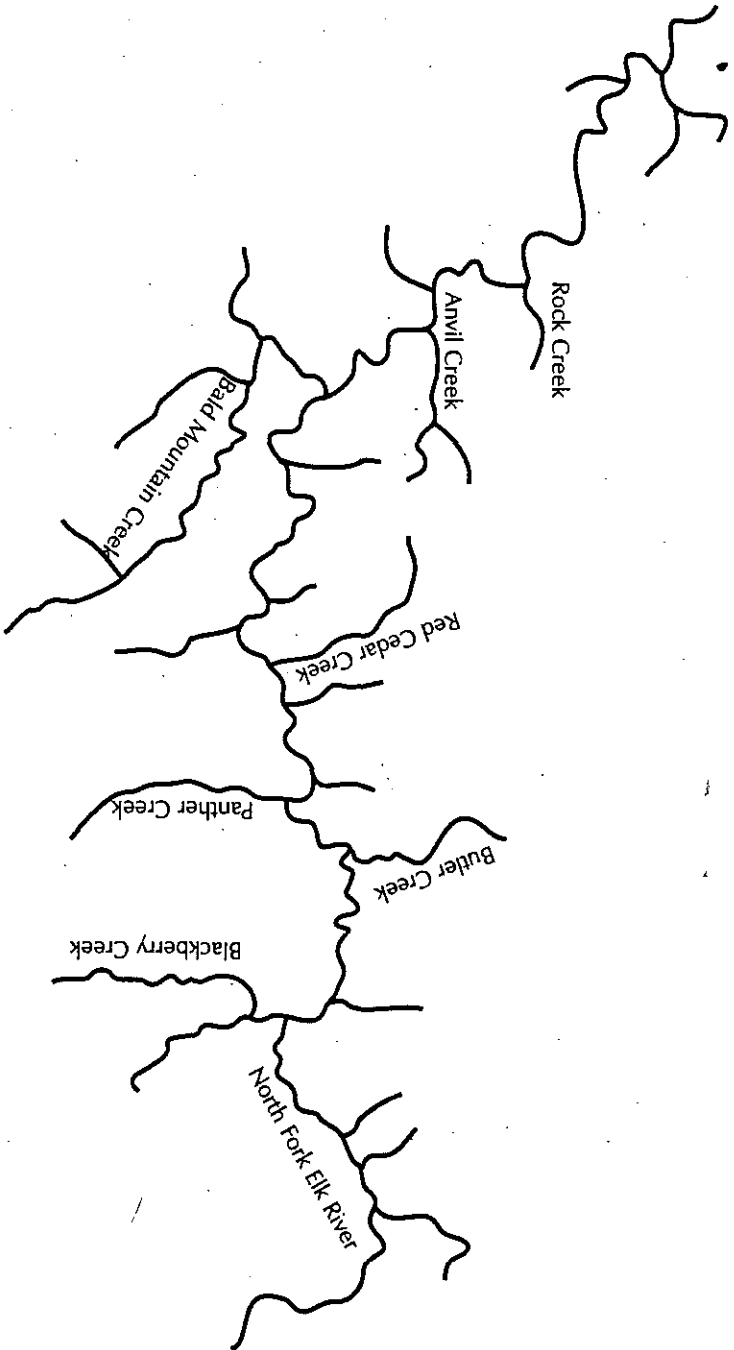 Rock Creek
Anvil Creek
Bald Mountain Creek
Red Cedar Creek
Panther Creek
Butler Creek
Blackberry Creek
North Fork Elk River